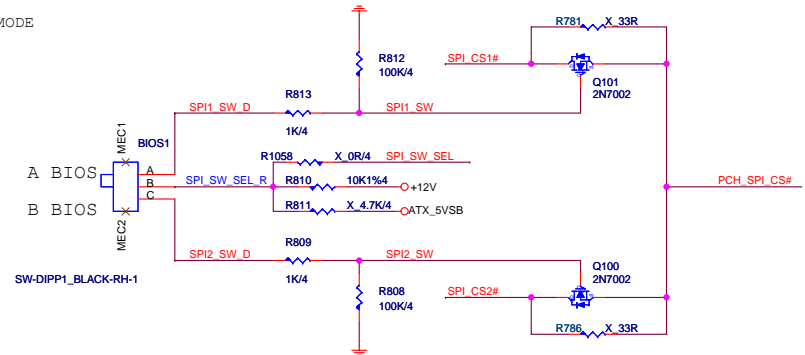 MODE
R781 X_33R
R812
100K/4
SPI_CS1#
Q101
2N7002
R813
SPI1_SW_D
SPI1_SW
1K/4
MEC1
BIOS1
R1058 X_0R/4 SPI_SW_SEL
A BIOS
A
B
C
SPI_SW_SEL_R
R810 10K1%4 +12V
PCH_SPI_CS#
B BIOS
R811 X_4.7K/4 ATX_5VSB
MEC2
R809
SPI2_SW_D
SPI2_SW
1K/4
Q100
2N7002
SW-DIPP1_BLACK-RH-1
R808
100K/4
SPI_CS2#
R786 X_33R